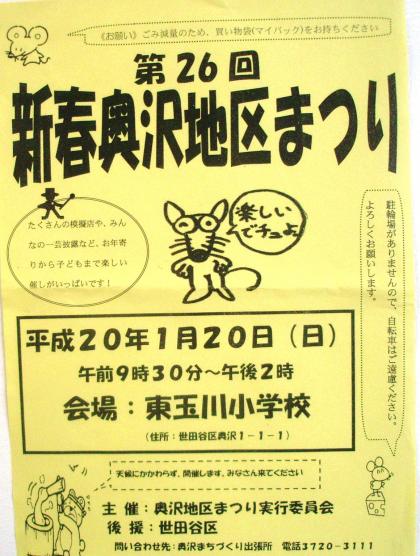 《お願い》ごみ減量のため、買い物袋(マイバック)をお持ちください
第26回
新春奥沢地区まつり
たくさんの模擬店や、みん
なの一芸披露など、お年寄
りから子どもまで楽しい
催しがいっぱいです！
楽しい
でチュよ
駐輪場がありませんので、自転車はご遠慮ください。
よろしくお願いします。
平成20年1月20日（日）
午前9時30分～午後2時
会場：東玉川小学校
（住所：世田谷区奥沢1－1－1）
天候にかかわらず、開催します、みなさん来てください
主 催：奥沢地区まつり実行委員会
後 援：世田谷区
問い合わせ先：奥沢まちづくり出張所 電話3720-3111